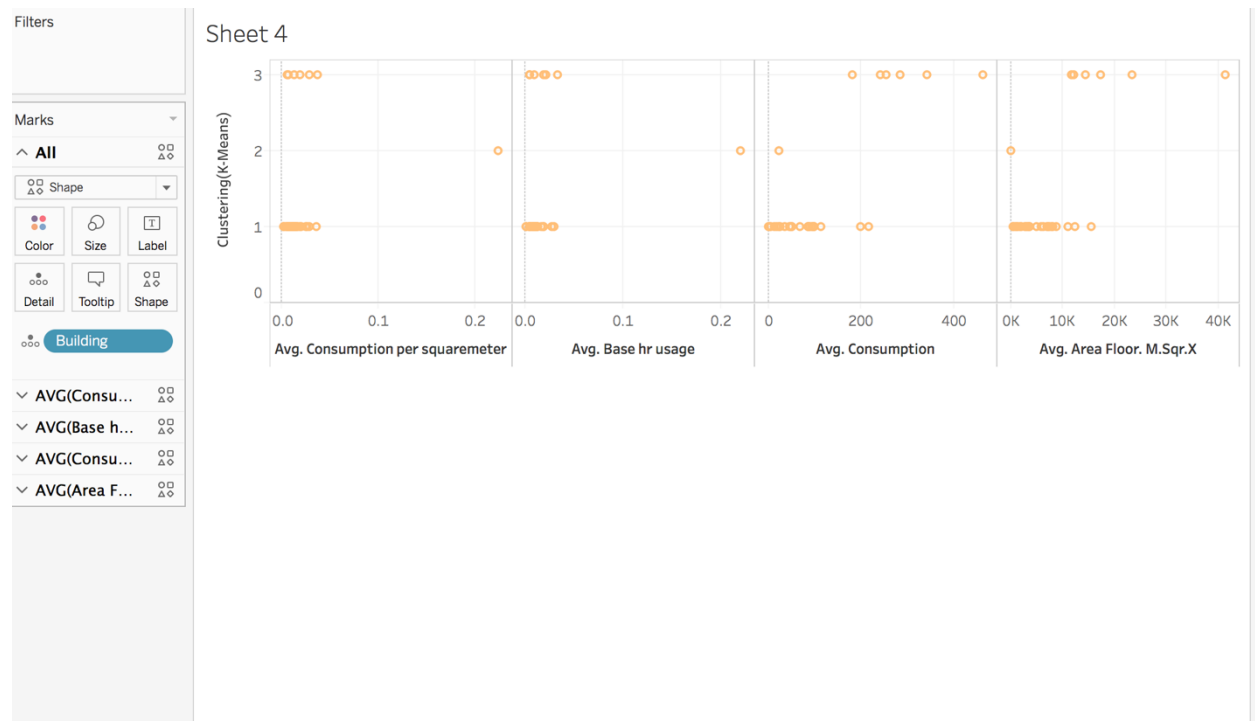 Filters
Marks
All
Shape
Color Size Label
Detail Tooltip Shape
Building
AVG(Consu...
AVG(Base h...
AVG(Consu...
AVG(Area F...
Sheet 4
Clustering(K-Means)
3
2
1
0
0.0 0.1 0.2 0.0 0.1 0.2 0 200 400 0K 10K 20K 30K 40K
Avg. Consumption per squaremeter Avg. Base hr usage Avg. Consumption Avg. Area Floor. M.Sqr.X